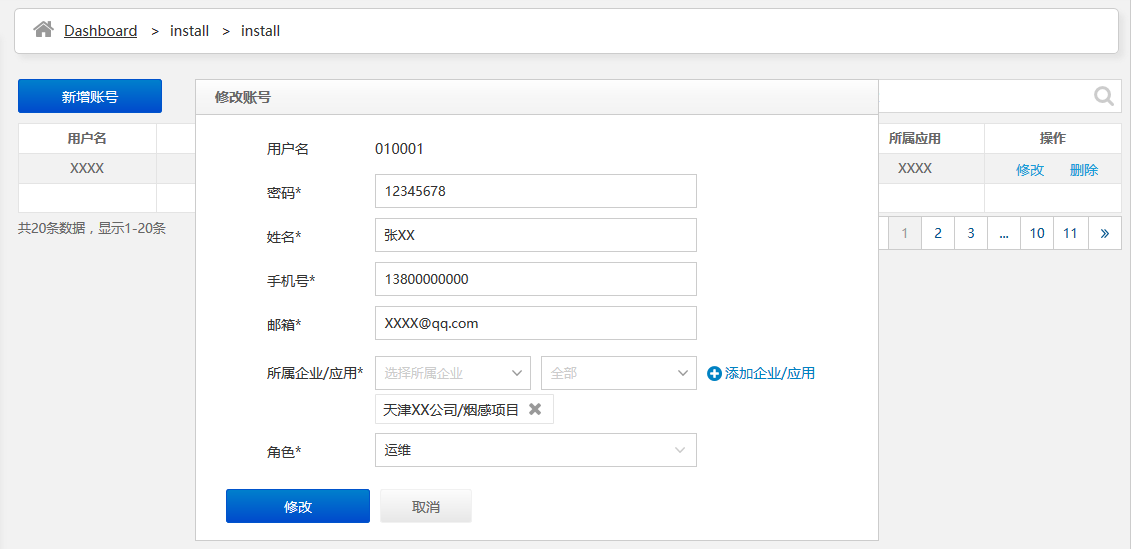 Dashboard > install > install
新增账号
修改账号
用户名 所属应用 操作
XXXX XXXX 修改 删除
共20条数据，显示1-20条
1 2 3 ... 10 11 »
用户名 010001
密码* 12345678
姓名* 张XX
手机号* 13800000000
邮箱* XXXX@qq.com
所属企业/应用* 选择所属企业 全部 添加企业/应用
天津XX公司/烟感项目
角色* 运维
修改 取消